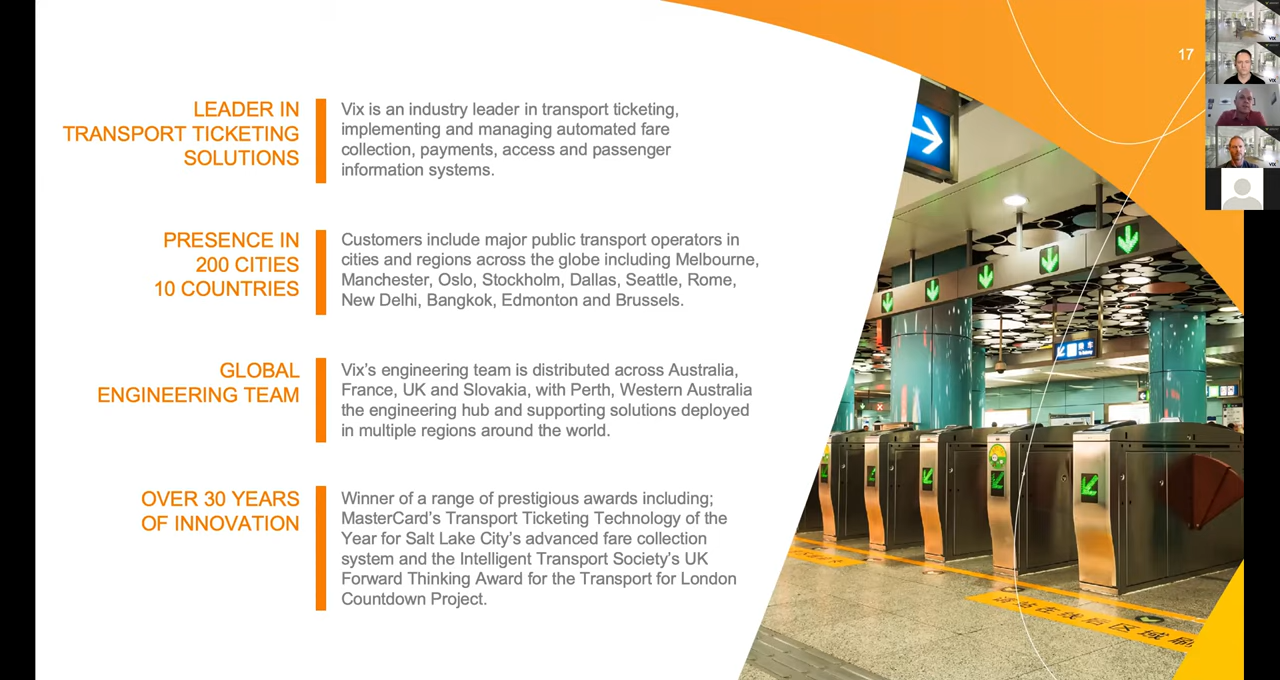 17
LEADER IN
TRANSPORT TICKETING
SOLUTIONS
Vix is an industry leader in transport ticketing,
implementing and managing automated fare
collection, payments, access and passenger
information systems.
PRESENCE IN
200 CITIES
10 COUNTRIES
Customers include major public transport operators in
cities and regions across the globe including Melbourne,
Manchester, Oslo, Stockholm, Dallas, Seattle, Rome,
New Delhi, Bangkok, Edmonton and Brussels.
GLOBAL
ENGINEERING TEAM
Vix's engineering team is distributed across Australia,
France, UK and Slovakia, with Perth, Western Australia
the engineering hub and supporting solutions deployed
in multiple regions around the world.
OVER 30 YEARS
OF INNOVATION
Winner of a range of prestigious awards including;
MasterCard's Transport Ticketing Technology of the
Year for Salt Lake City's advanced fare collection
system and the Intelligent Transport Society's UK
Forward Thinking Award for the Transport for London
Countdown Project.
VIX
VIX
VIX